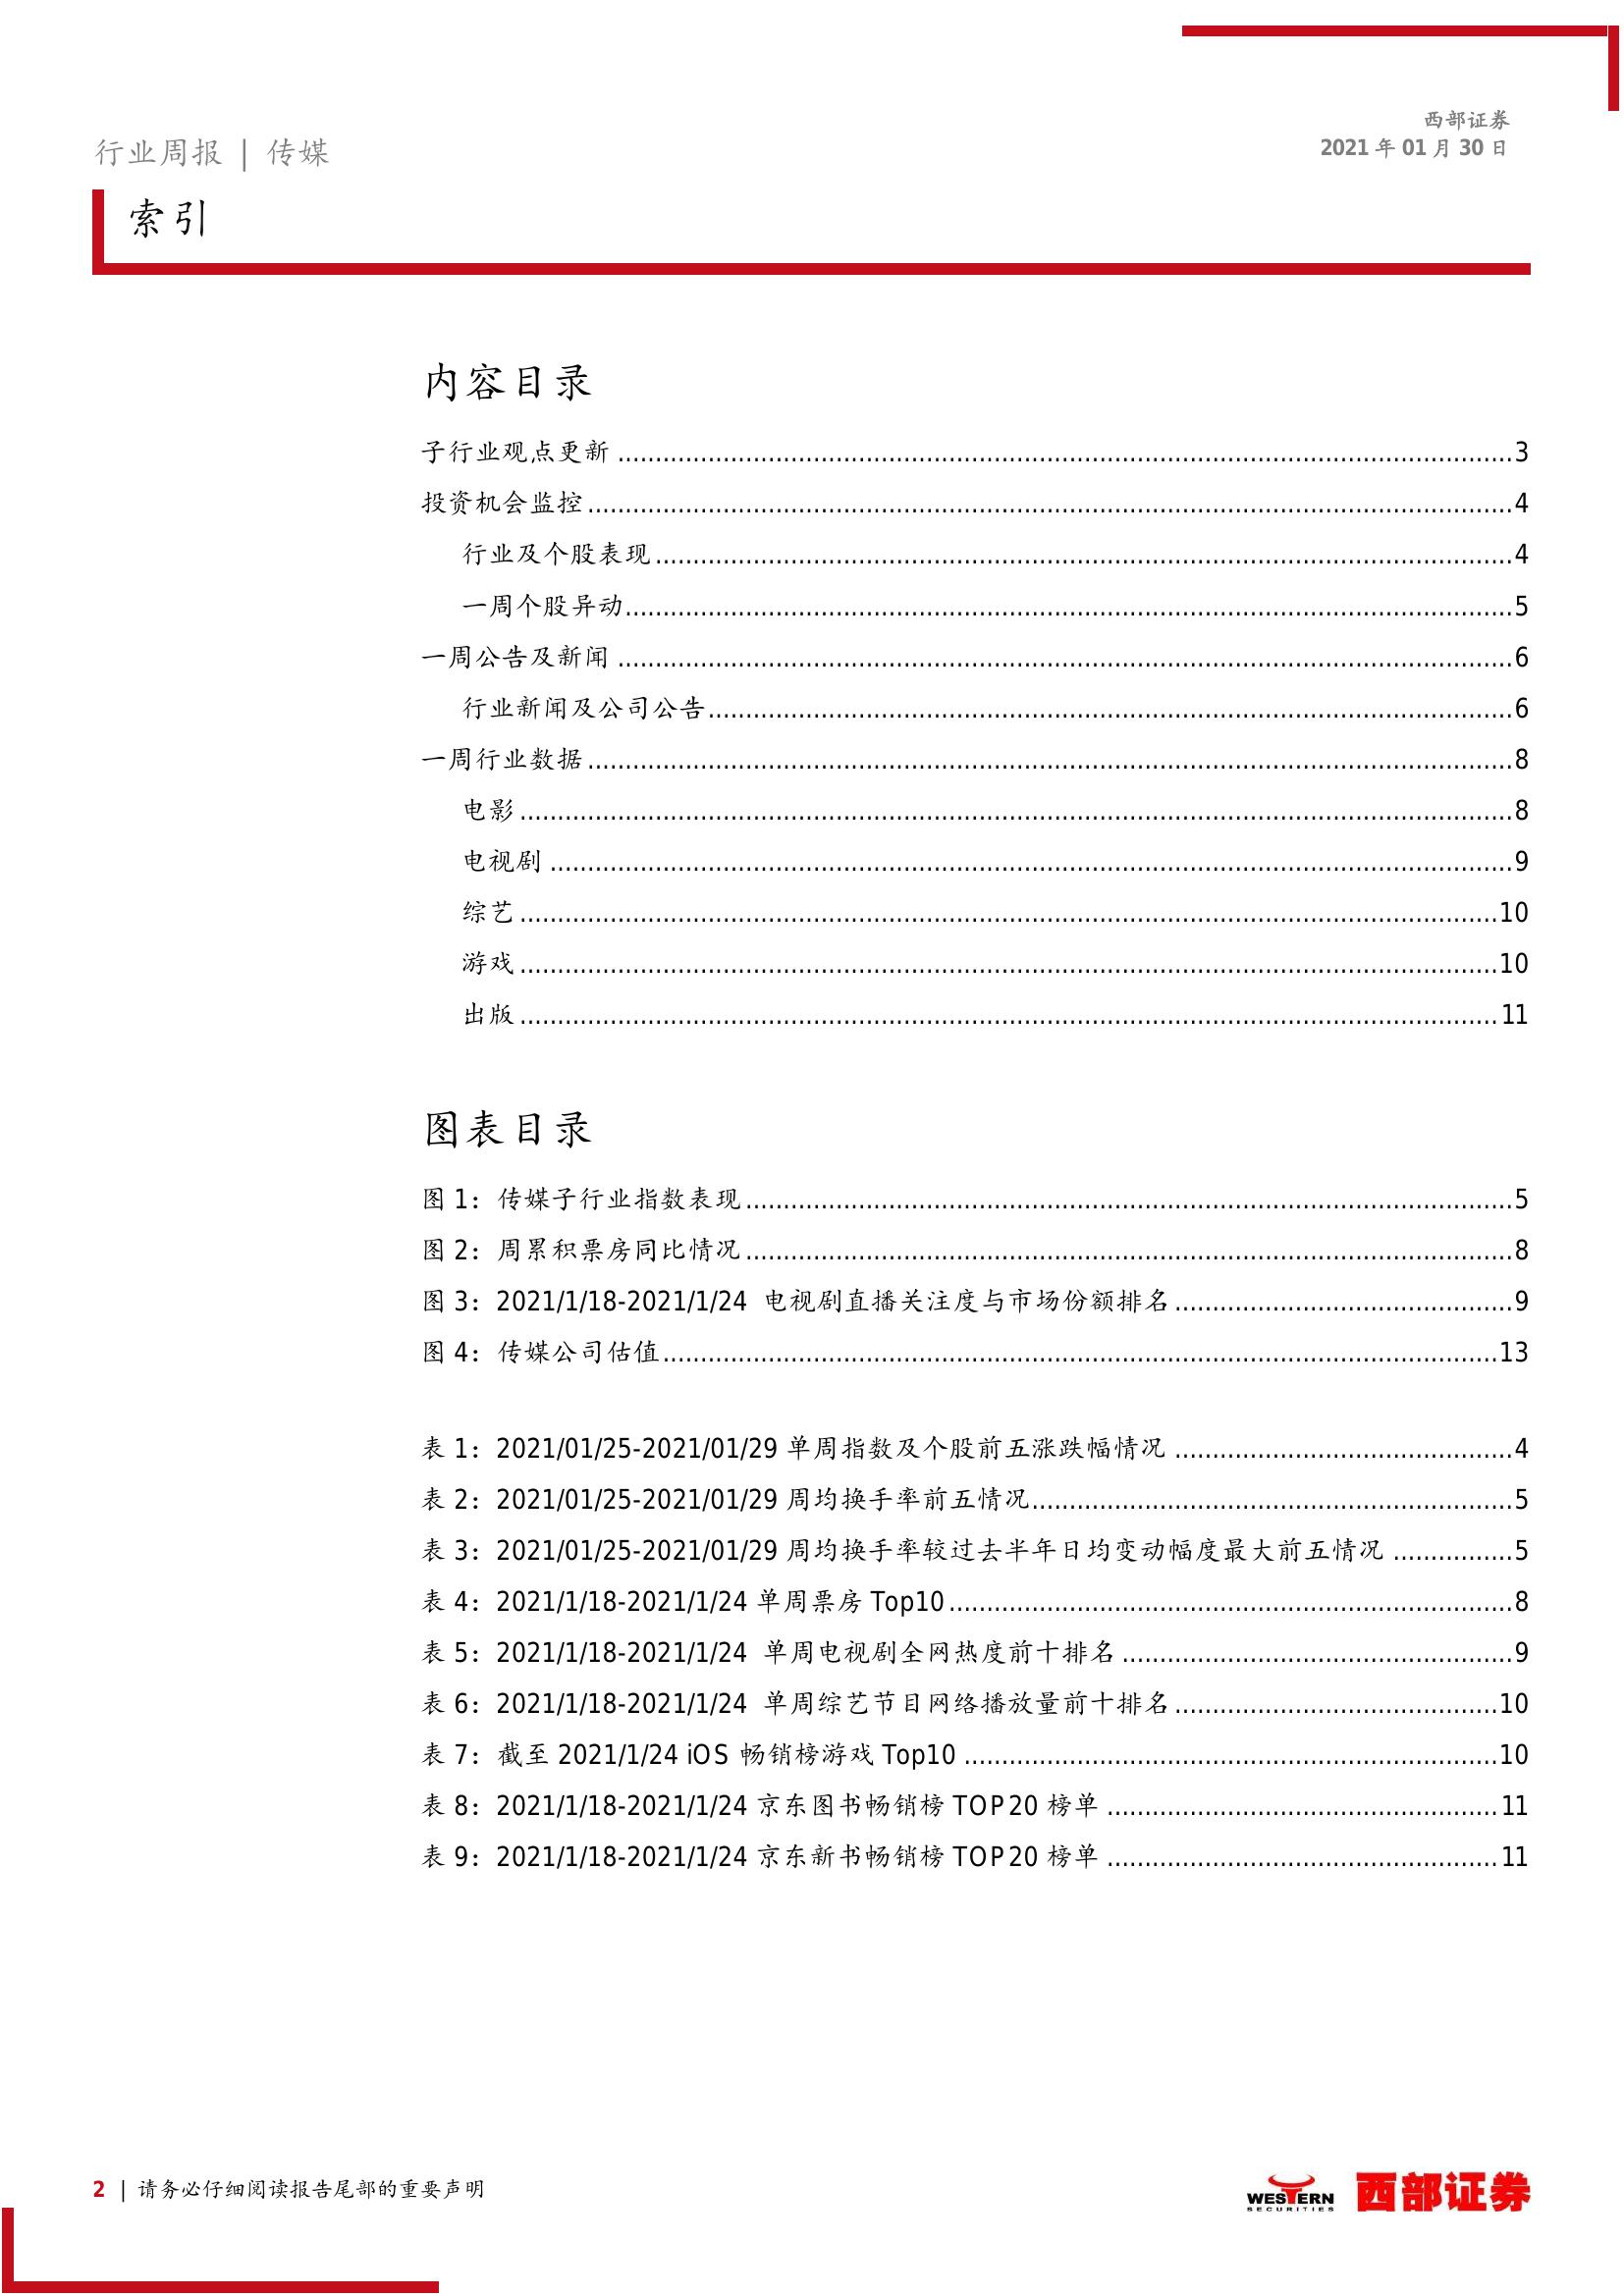 西部证券
行业周报 | 传媒
2021 年 01 月 30 日
索引
内容目录
子行业观点更新 ........................................ 3
投资机会监控 ........................................ 4
行业及个股表现 ........................................ 4
一周个股异动 ........................................ 5
一周公告及新闻 ........................................ 6
行业新闻及公司公告 ........................................ 6
一周行业数据 ........................................ 8
电影 ........................................ 8
电视剧 ........................................ 9
综艺 ........................................ 10
游戏 ........................................ 10
出版 ........................................ 11
图表目录
图 1：传媒子行业指数表现 ........................................ 5
图 2：周累积票房同比情况 ........................................ 8
图 3：2021/1/18-2021/1/24 电视剧直播关注度与市场份额排名 ........................................ 9
图 4：传媒公司估值 ........................................ 13
表 1：2021/01/25-2021/01/29 单周指数及个股前五涨跌幅情况 ........................................ 4
表 2：2021/01/25-2021/01/29 周均换手率前五情况 ........................................ 5
表 3：2021/01/25-2021/01/29 周均换手率较过去半年日均变动幅度最大前五情况 ................ 5
表 4：2021/1/18-2021/1/24 单周票房 Top10 ........................................ 8
表 5：2021/1/18-2021/1/24 单周电视剧全网热度前十排名 ........................................ 9
表 6：2021/1/18-2021/1/24 单周综艺节目网络播放量前十排名 ........................................ 10
表 7：截至 2021/1/24 iOS 畅销榜游戏 Top10 ........................................ 10
表 8：2021/1/18-2021/1/24 京东图书畅销榜 TOP20 榜单 ........................................ 11
表 9：2021/1/18-2021/1/24 京东新书畅销榜 TOP20 榜单 ........................................ 11
2 | 请务必仔细阅读报告尾部的重要声明
WESTERN
SECURITIES
西部证券